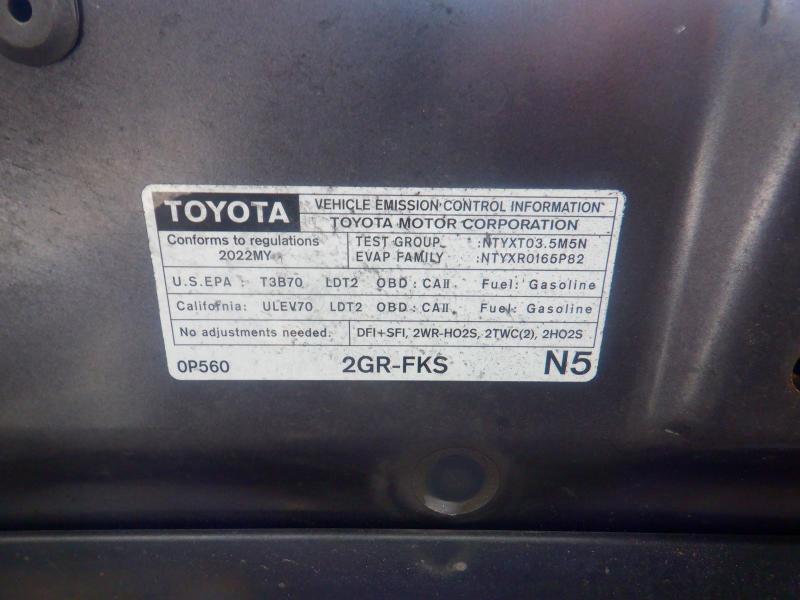 TOYOTA
VEHICLE EMISSION CONTROL INFORMATION
TOYOTA MOTOR CORPORATION
Conforms to regulations
2022MY
TEST GROUP :NTYXT03.5M5N
EVAP FAMILY :NTYXR0165P82
U.S.EPA : T3B70 LDT2 OBD : CAII Fuel: Gasoline
California: ULEV70 LDT2 OBD : CAII Fuel: Gasoline
No adjustments needed. DFI+SFI, 2WR-HO2S, 2TWC(2), 2HO2S
0P560 2GR-FKS N5